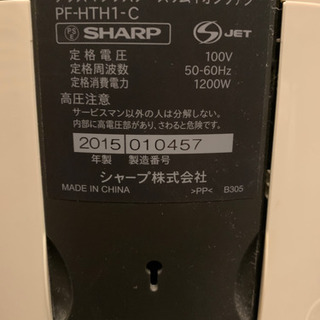 PF-HTH1-C
SHARP
S JET
定格電圧 100V
定格周波数 50-60Hz
定格消費電力 1200W
高圧注意
サービスマン以外の人は分解しない。
内部に高電圧部があり、さわると危険です。
2015 010457
年製 製造番号
シャープ株式会社
MADE IN CHINA >PP< B305